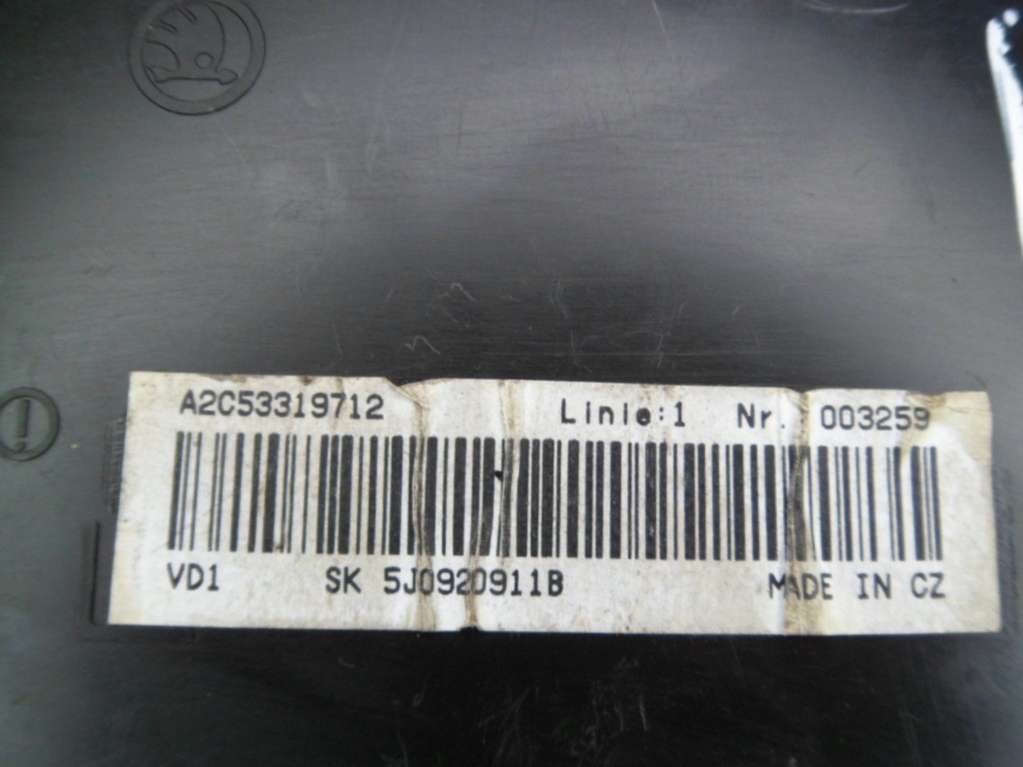 A2C53319712 Linie:1 Nr.: 003259
VD1 SK 5J0920911B MADE IN CZ